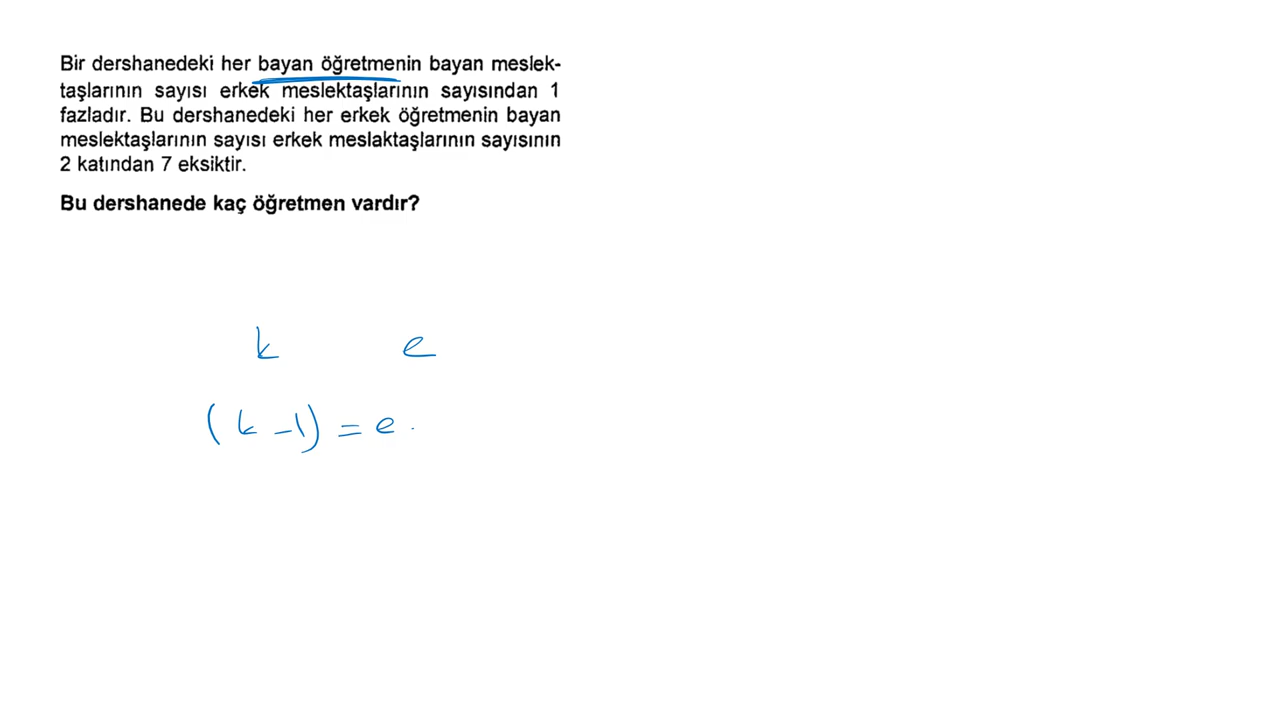 Bir dershanedeki her bayan öğretmenin bayan meslek-
taşlarının sayısı erkek meslektaşlarının sayısından 1
fazladır. Bu dershanedeki her erkek öğretmenin bayan
meslektaşlarının sayısı erkek meslaktaşlarının sayısının
2 katından 7 eksiktir.
Bu dershanede kaç öğretmen vardır?
k e
(k-1) = e.